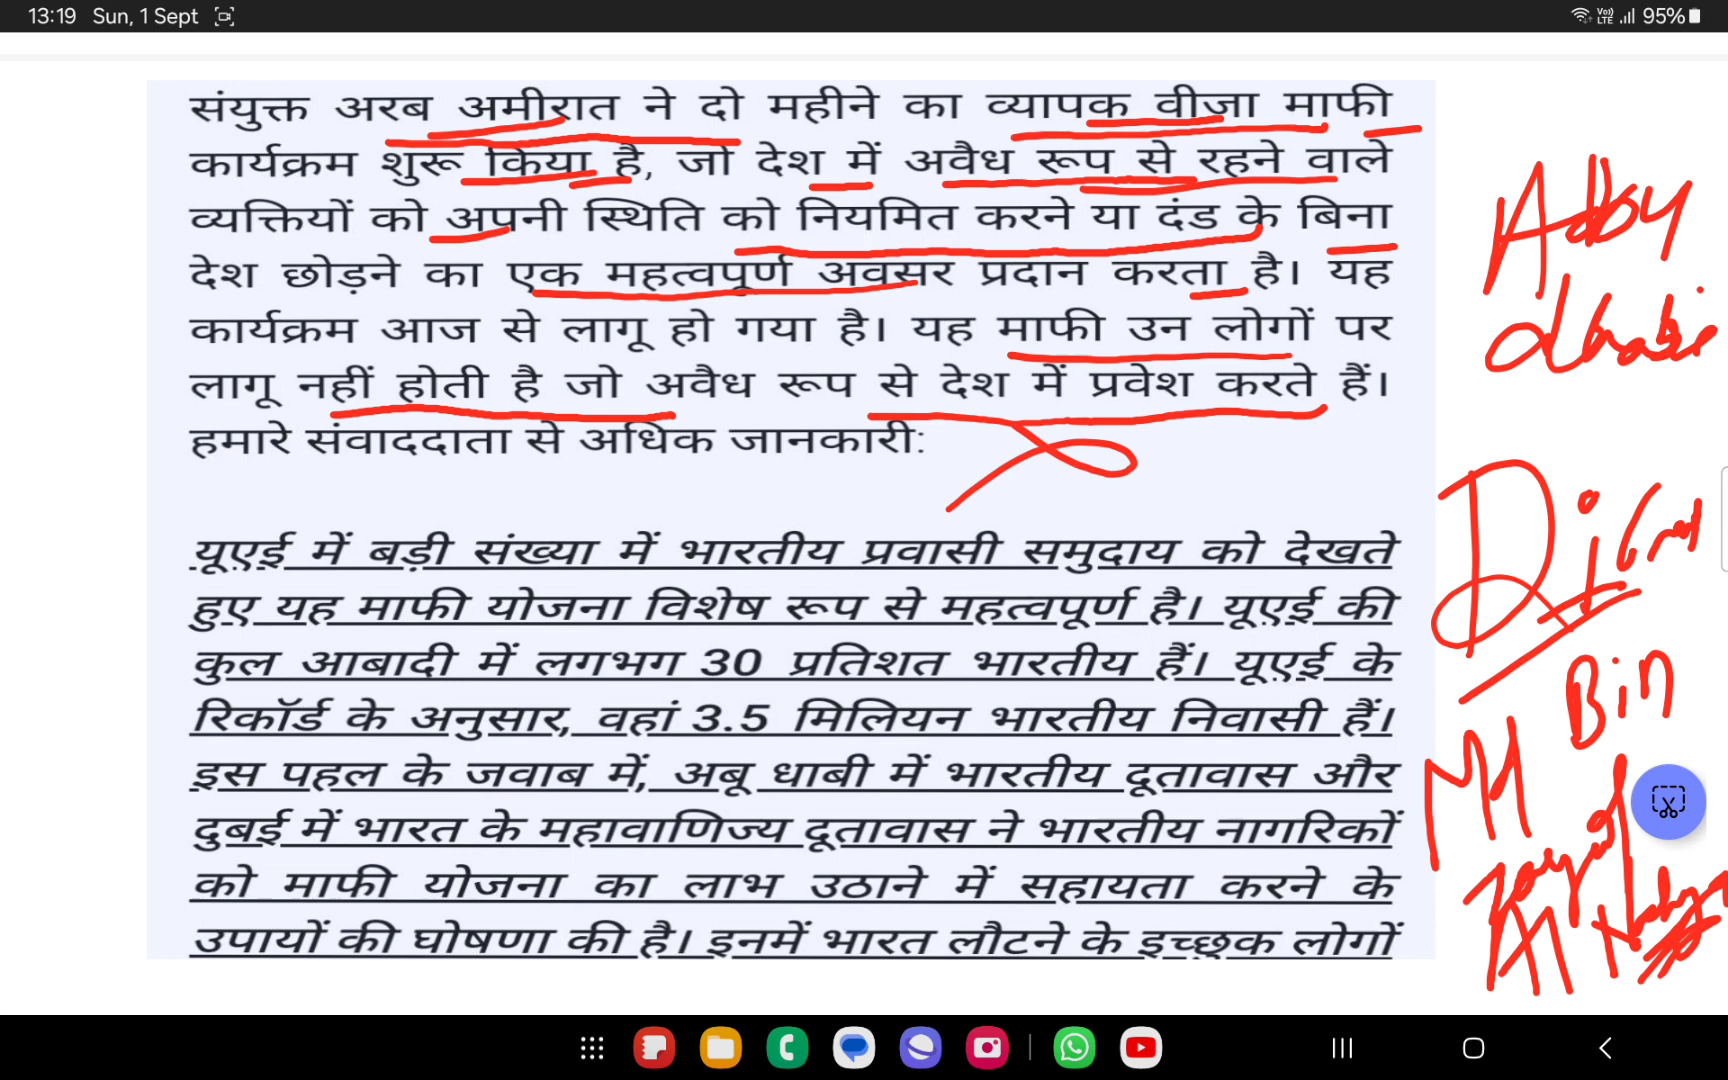 13:19 Sun, 1 Sept
Vo) LTE 95%
संयुक्त अरब अमीरात ने दो महीने का व्यापक वीजा माफी
कार्यक्रम शुरू किया है, जो देश में अवैध रूप से रहने वाले
व्यक्तियों को अपनी स्थिति को नियमित करने या दंड के बिना
देश छोड़ने का एक महत्वपूर्ण अवसर प्रदान करता है। यह
कार्यक्रम आज से लागू हो गया है। यह माफी उन लोगों पर
लागू नहीं होती है जो अवैध रूप से देश में प्रवेश करते हैं।
हमारे संवाददाता से अधिक जानकारी:
यूएई में बड़ी संख्या में भारतीय प्रवासी समुदाय को देखते
हुए यह माफी योजना विशेष रूप से महत्वपूर्ण है। यूएई की
कुल आबादी में लगभग 30 प्रतिशत भारतीय हैं। यूएई के
रिकॉर्ड के अनुसार, वहां 3.5 मिलियन भारतीय निवासी हैं।
इस पहल के जवाब में, अबू धाबी में भारतीय दूतावास और
दुबई में भारत के महावाणिज्य दूतावास ने भारतीय नागरिकों
को माफी योजना का लाभ उठाने में सहायता करने के
उपायों की घोषणा की है। इनमें भारत लौटने के इच्छुक लोगों
Abu
dhabi
Bin